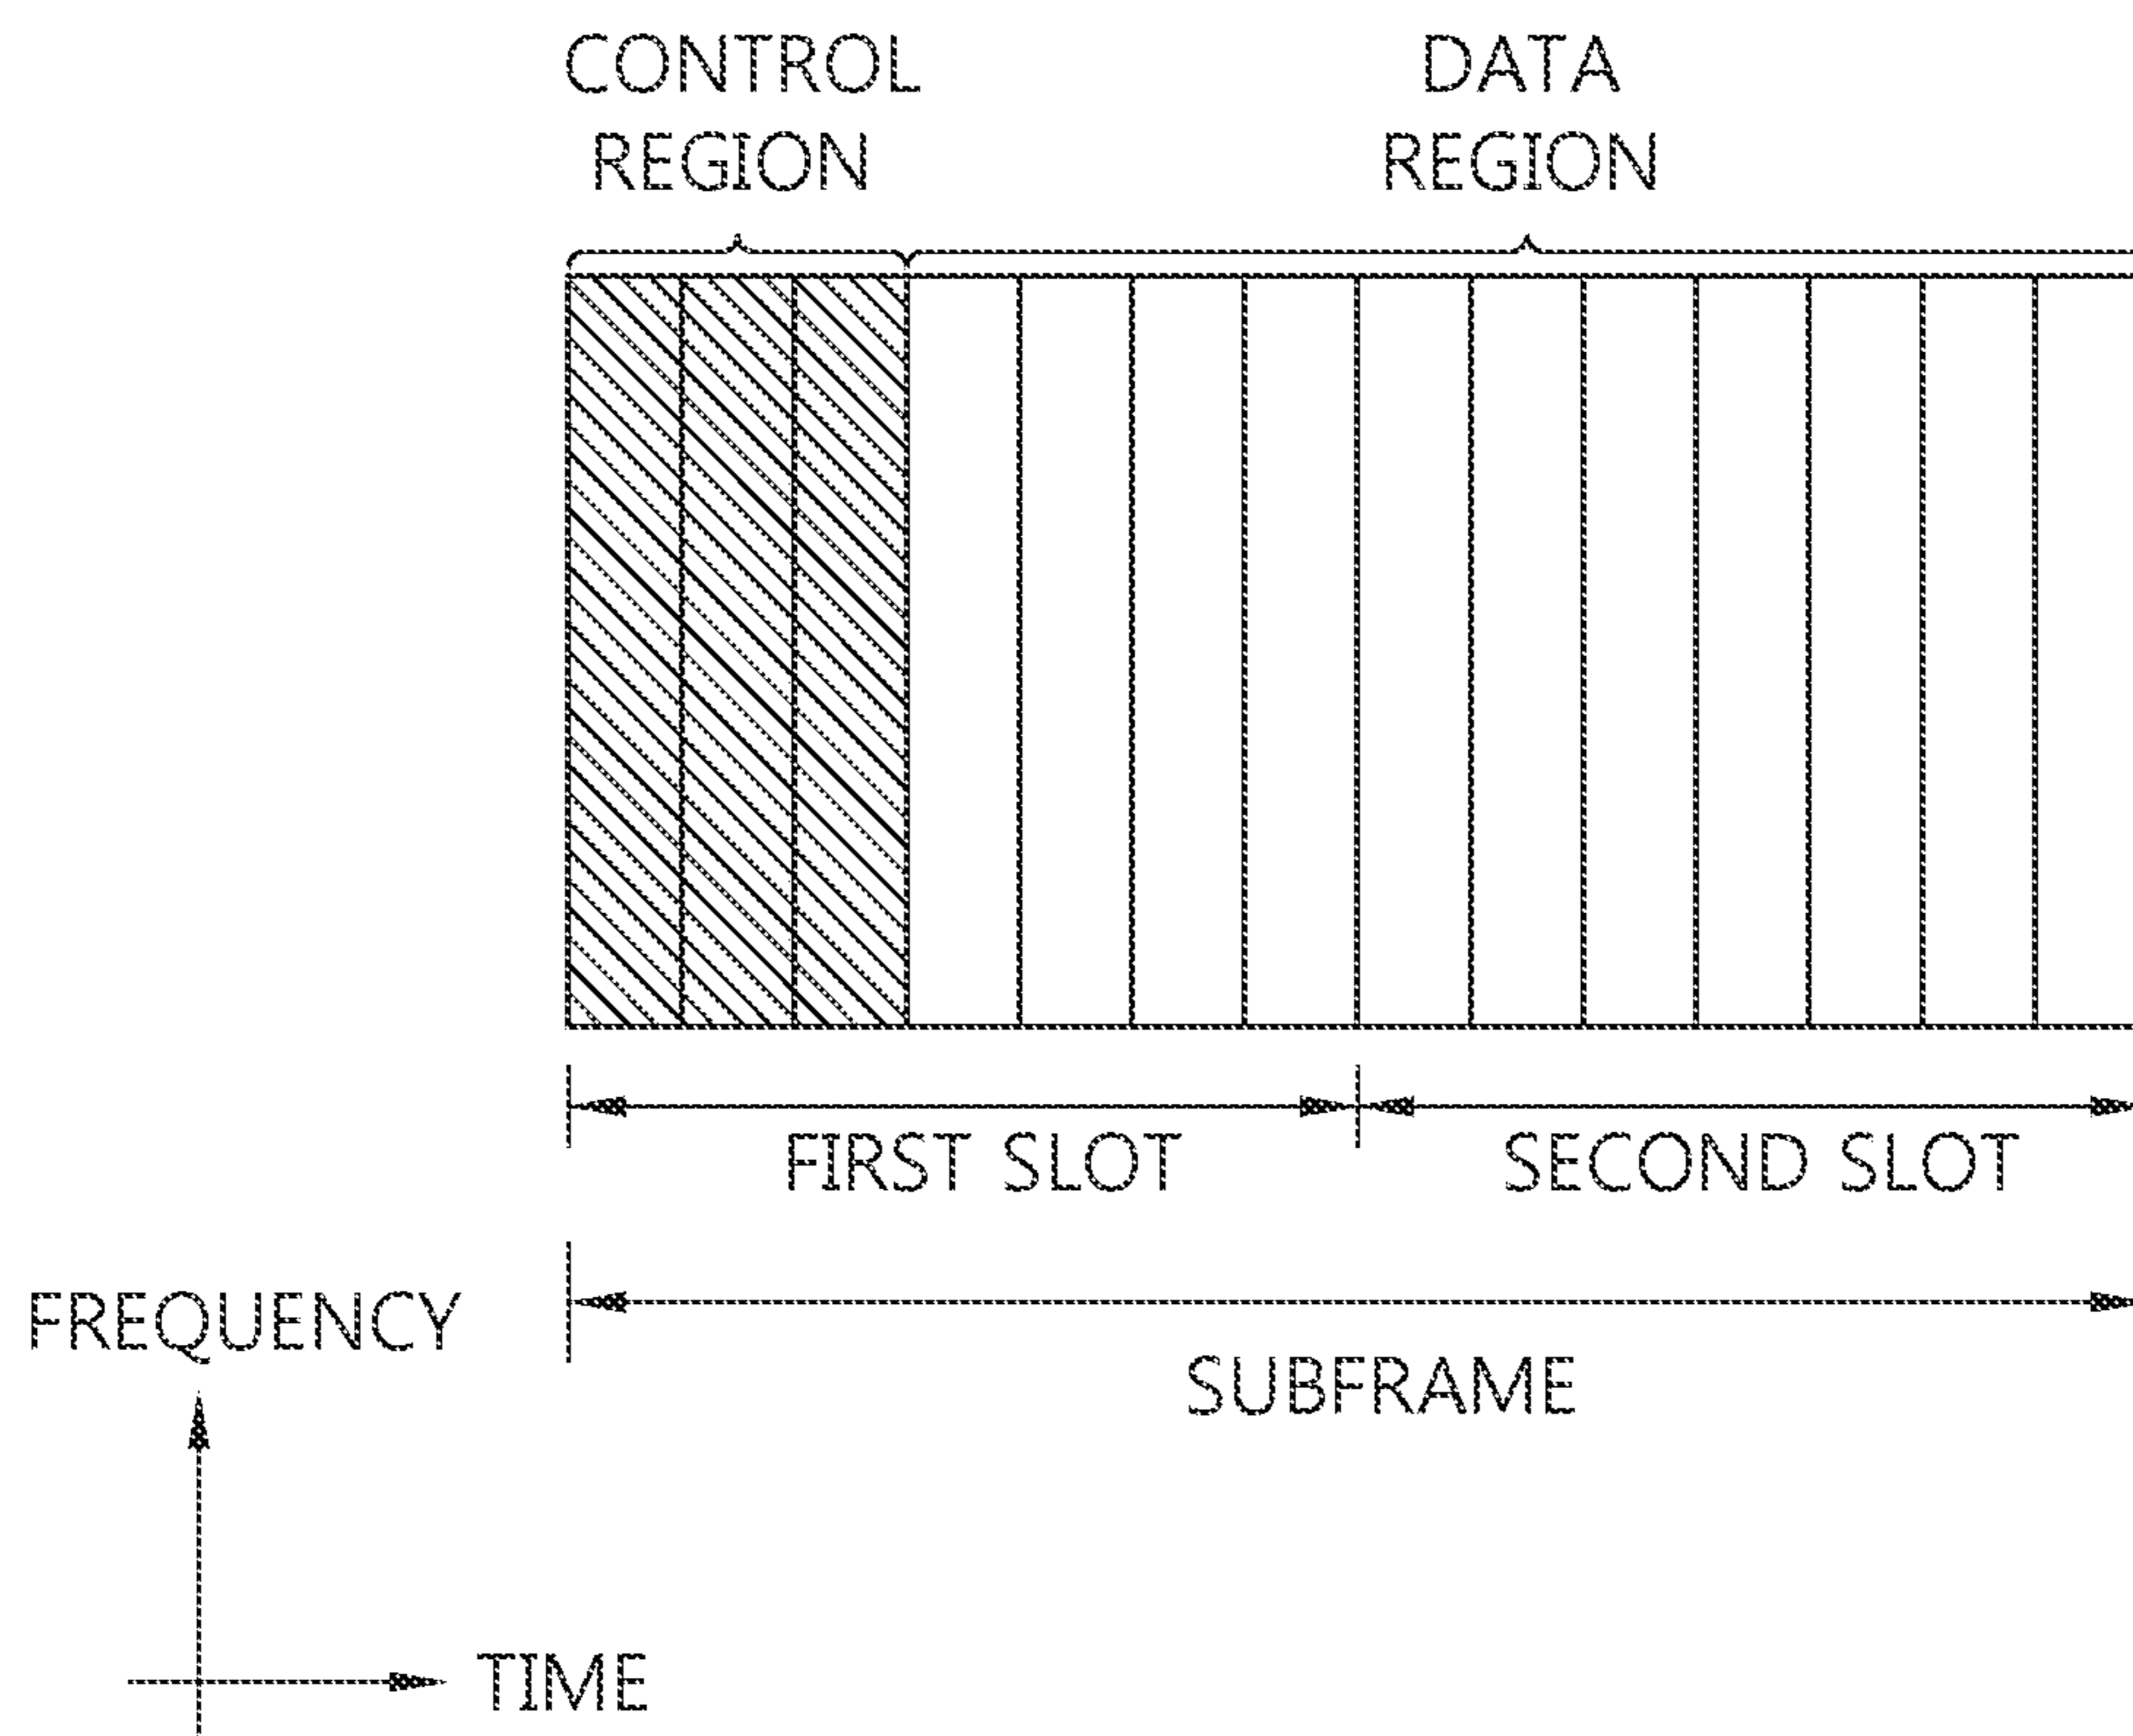 CONTROL
REGION
DATA
REGION
FIRST SLOT
SECOND SLOT
SUBFRAME
FREQUENCY
TIME